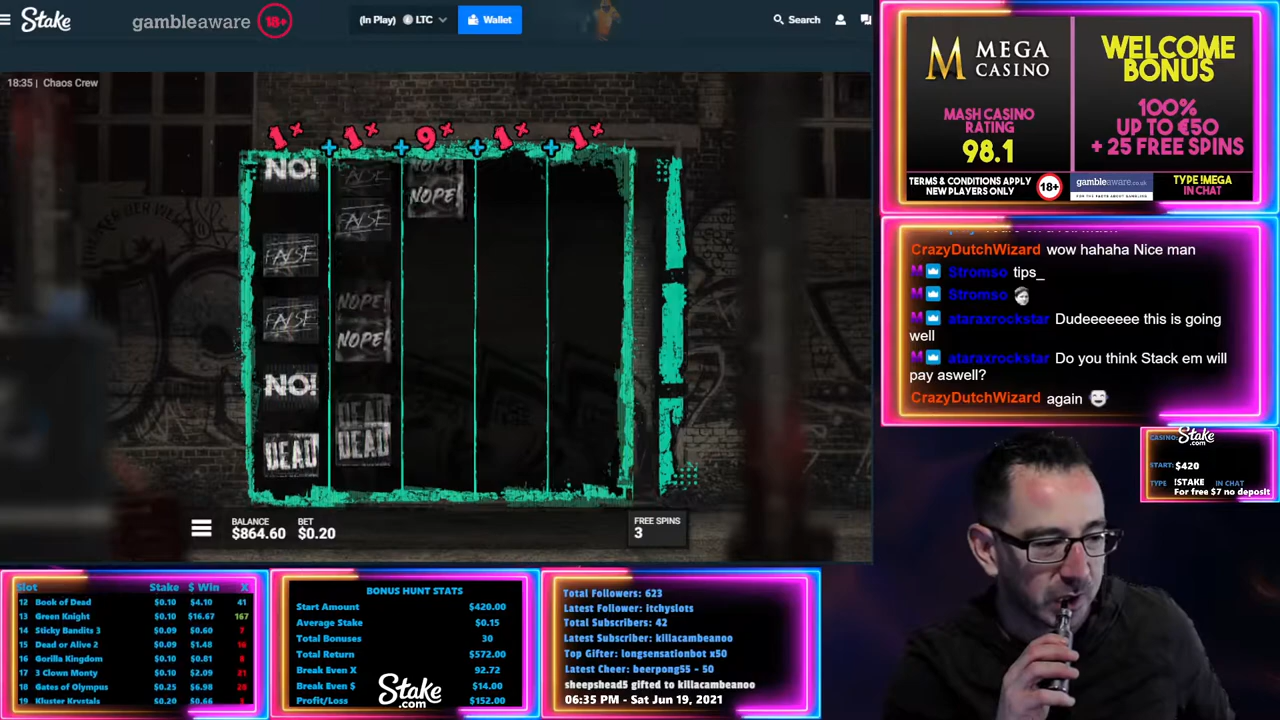 Stake
gambleaware 18+
(In Play) LTC
Wallet
Search
18:35 | Chaos Crew
1x + 1x + 9x + 1x + 1x
NO!
FALSE
FALSE
NO!
DEAD
FALSE
FALSE
NOPE!
NOPE!
DEAD
DEAD
NOPE!
NOPE!
BALANCE
$864.60
BET
$0.20
FREE SPINS
3
M MEGA
CASINO
MASH CASINO
RATING
98.1
TERMS & CONDITIONS APPLY
NEW PLAYERS ONLY
18+
WELCOME
BONUS
100%
UP TO €50
+ 25 FREE SPINS
gambleaware.co.uk
TYPE !MEGA
IN CHAT
CrazyDutchWizard wow hahaha Nice man
M Stromso tips_
M Stromso
M ataraxrockstar Dudeeeeeee this is going
well
M ataraxrockstar Do you think Stack em will
pay aswell?
CrazyDutchWizard again
CASINO: Stake.com
START: $420
TYPE !STAKE IN CHAT
For free $7 no deposit
Slot Stake $ Win X
12 Book of Dead $0.10 $4.10 41
13 Green Knight $0.10 $16.67 167
14 Sticky Bandits 3 $0.09 $0.60 7
15 Dead or Alive 2 $0.09 $1.48 16
16 Gorilla Kingdom $0.10 $0.81 8
17 3 Clown Monty $0.10 $2.09 21
18 Gates of Olympus $0.25 $6.98 28
19 Kluster Krystals $0.20 $0.66 3
BONUS HUNT STATS
Start Amount $420.00
Average Stake $0.15
Total Bonuses 30
Total Return $572.00
Break Even X 92.72
Break Even $ $14.00
Profit/Loss $152.00
Stake
.com
Total Followers: 623
Latest Follower: itchyslots
Total Subscribers: 42
Latest Subscriber: killacambeanoo
Top Gifter: longsensationbot x50
Latest Cheer: beerpong55 - 50
sheepshead5 gifted to killacambeanoo
06:35 PM - Sat Jun 19, 2021